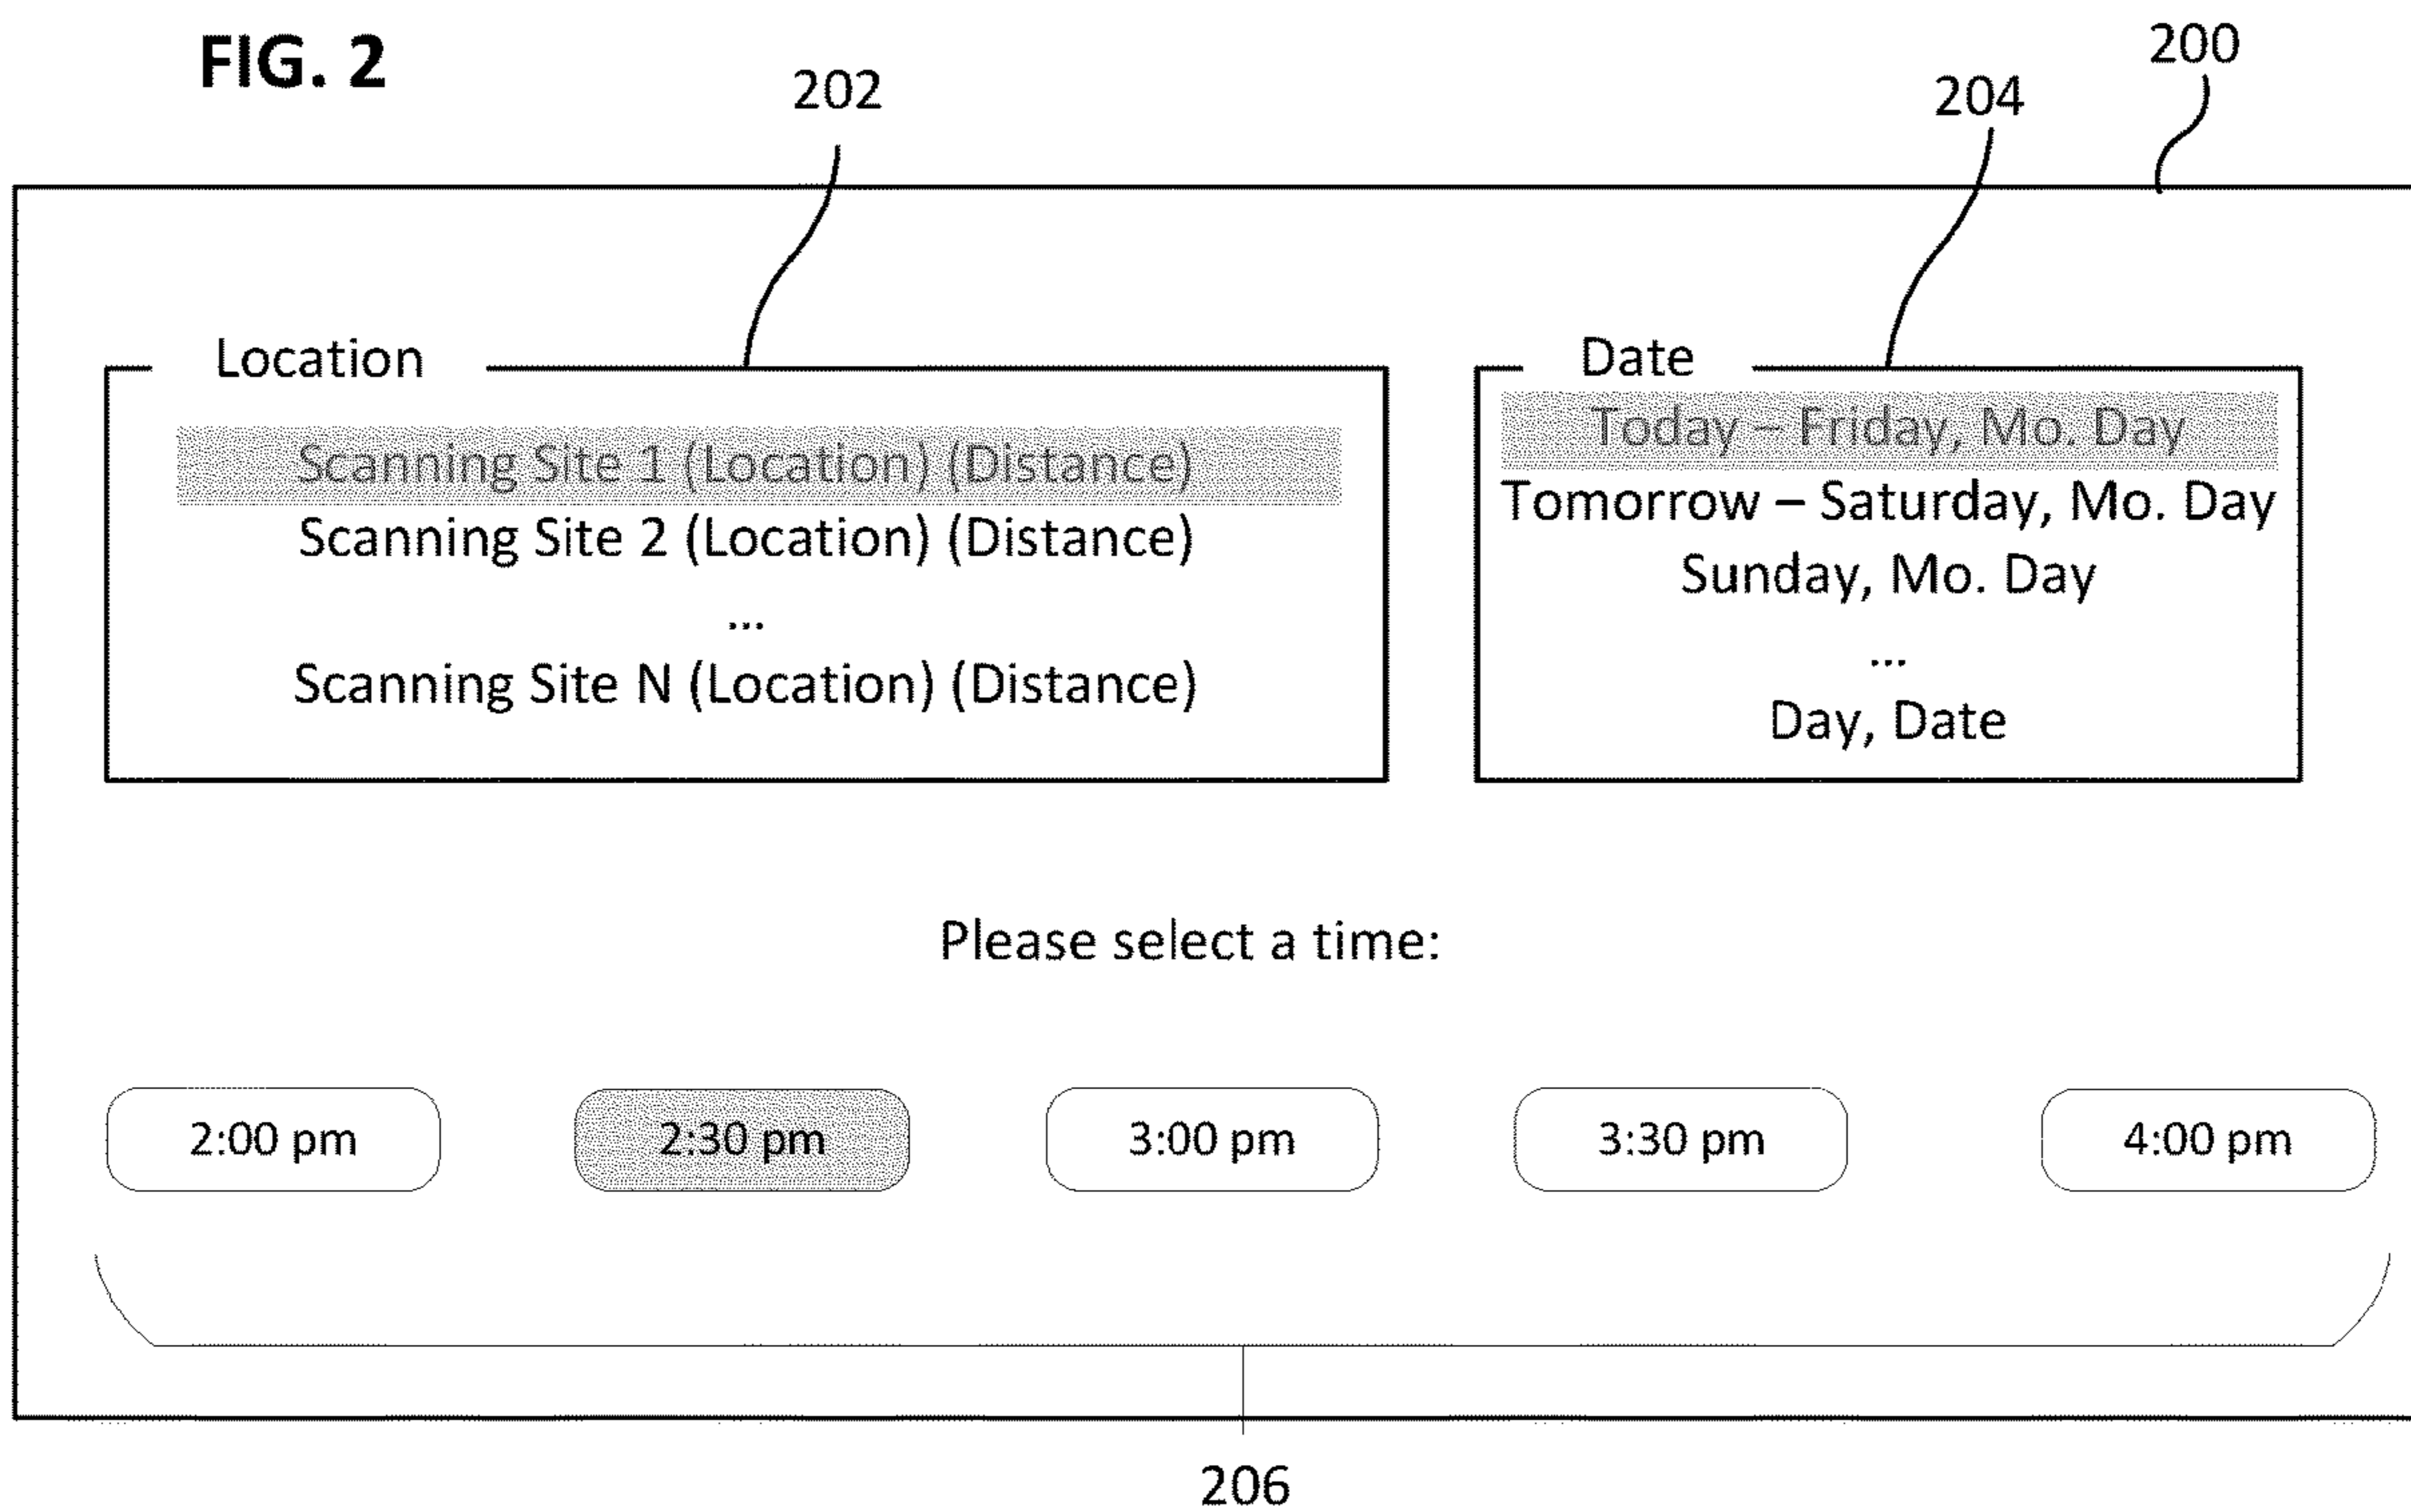 FIG. 2
202
204
200
Location
Scanning Site 1 (Location) (Distance)
Scanning Site 2 (Location) (Distance)
...
Scanning Site N (Location) (Distance)
Date
Today – Friday, Mo. Day
Tomorrow – Saturday, Mo. Day
Sunday, Mo. Day
...
Day, Date
Please select a time:
2:00 pm
2:30 pm
3:00 pm
3:30 pm
4:00 pm
206